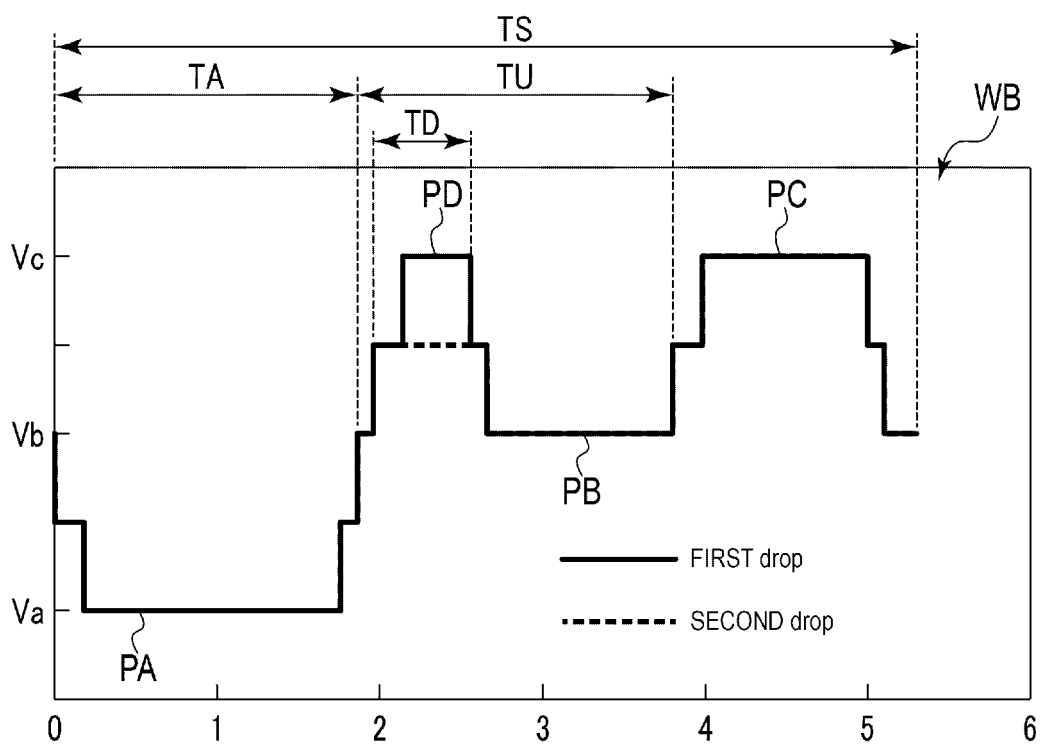 TS
TA
TU
TD
WB
PD
PC
Vc
Vb
PB
FIRST drop
Va
SECOND drop
PA
0 1 2 3 4 5 6